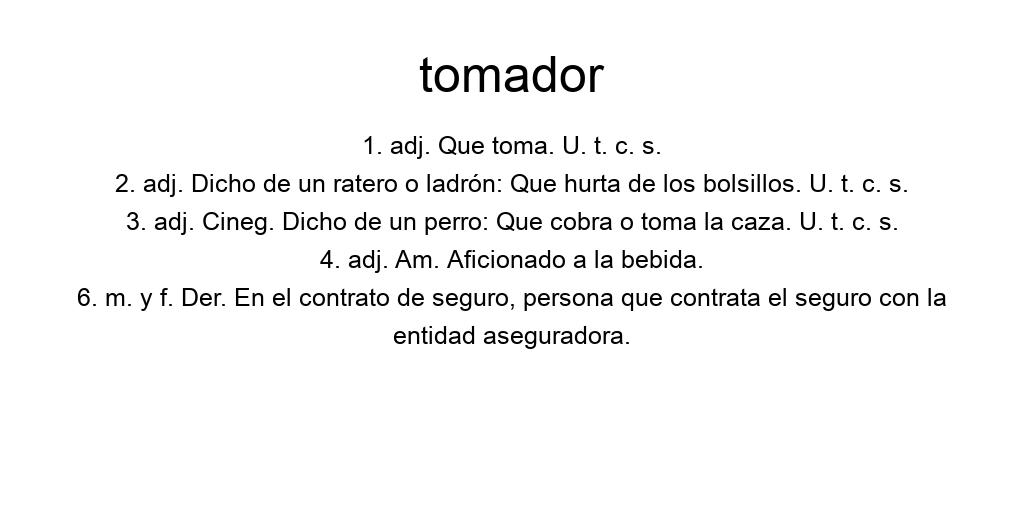 tomador
1. adj. Que toma. U. t. c. s.
2. adj. Dicho de un ratero o ladrón: Que hurta de los bolsillos. U. t. c. s.
3. adj. Cineg. Dicho de un perro: Que cobra o toma la caza. U. t. c. s.
4. adj. Am. Aficionado a la bebida.
6. m. y f. Der. En el contrato de seguro, persona que contrata el seguro con la
entidad aseguradora.